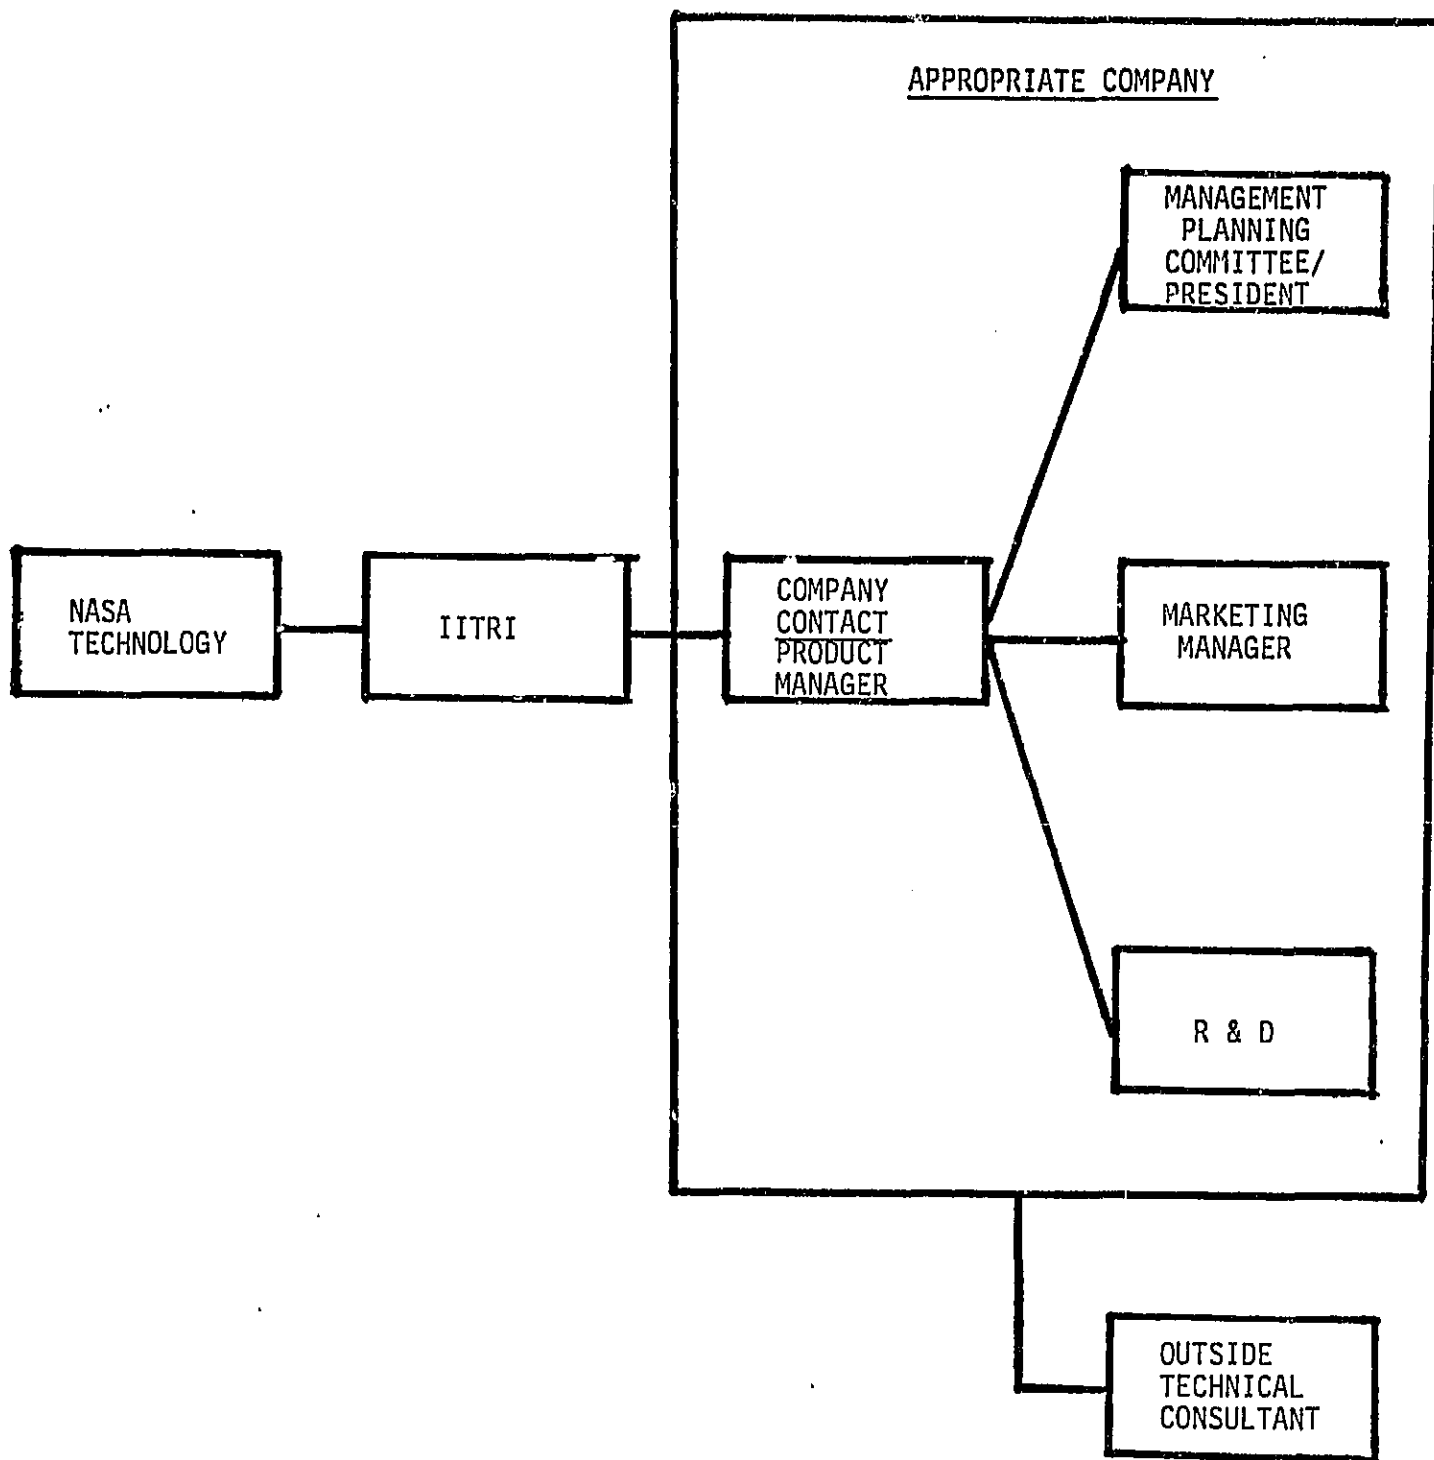 APPROPRIATE COMPANY
MANAGEMENT
PLANNING
COMMITTEE/
PRESIDENT
NASA
TECHNOLOGY
IITRI
COMPANY
CONTACT
PRODUCT
MANAGER
MARKETING
MANAGER
R & D
OUTSIDE
TECHNICAL
CONSULTANT